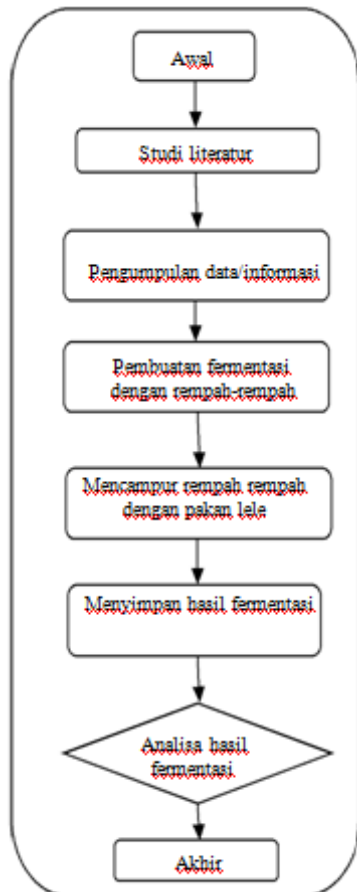 Awal
Studi literatur
Pengumpulan data/informasi
Pembuatan fermentasi
dengan rempah-rempah
Mencampur rempah rempah
dengan pakan lele
Menyimpan hasil fermentasi
Analisa hasil
fermentasi
Akhir